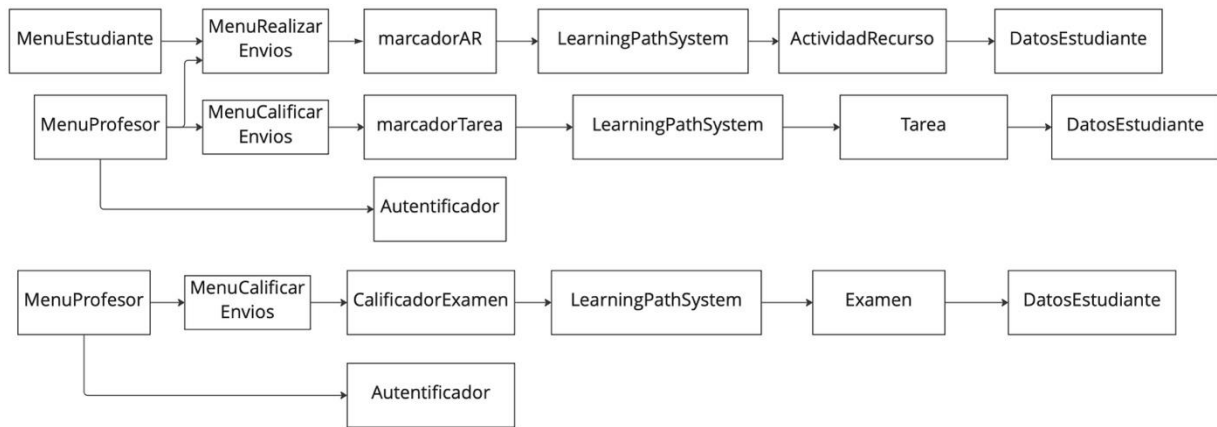 MenuEstudiante
MenuRealizar
Envios
marcadorAR
LearningPathSystem
ActividadRecurso
DatosEstudiante
MenuProfesor
MenuCalificar
Envios
marcadorTarea
LearningPathSystem
Tarea
DatosEstudiante
Autentificador
MenuProfesor
MenuCalificar
Envios
CalificadorExamen
LearningPathSystem
Examen
DatosEstudiante
Autentificador